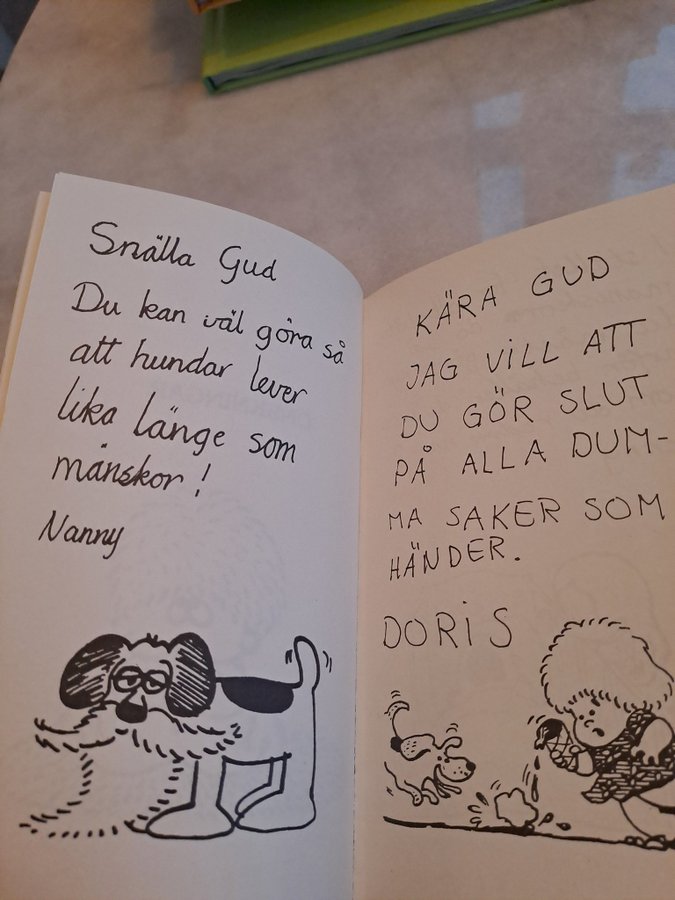 Snälla Gud
Du kan väl göra så
att hundar lever
lika länge som
månskor!
Nanny
KÄRA GUD
JAG VILL ATT
DU GÖR SLUT
PÅ ALLA DUM-
MA SAKER SOM
HÄNDER.
DORIS